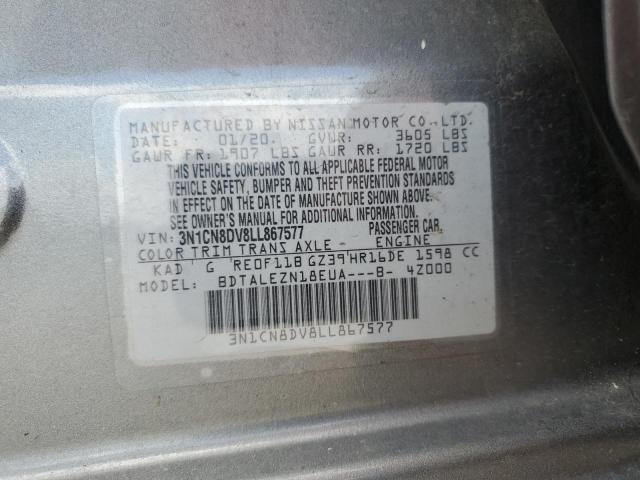 MANUFACTURED BY NISSAN MOTOR CO.,LTD.
DATE: 01/20. GVWR: 3605 LBS
GAWR FR: 1907 LBS GAWR RR: 1720 LBS
THIS VEHICLE CONFORMS TO ALL APPLICABLE FEDERAL MOTOR
VEHICLE SAFETY, BUMPER AND THEFT PREVENTION STANDARDS
IN EFFECT ON THE DATE OF MANUFACTURE SHOWN ABOVE.
SEE OWNER'S MANUAL FOR ADDITIONAL INFORMATION.
VIN: 3N1CN8DV8LL867577 PASSENGER CAR.
COLOR TRIM TRANS AXLE ENGINE
KAD G RE0F11B GZ39 HR16DE 1598 CC
MODEL: BDTALEZN18EUA---B- 4Z000
3N1CN8DV8LL867577